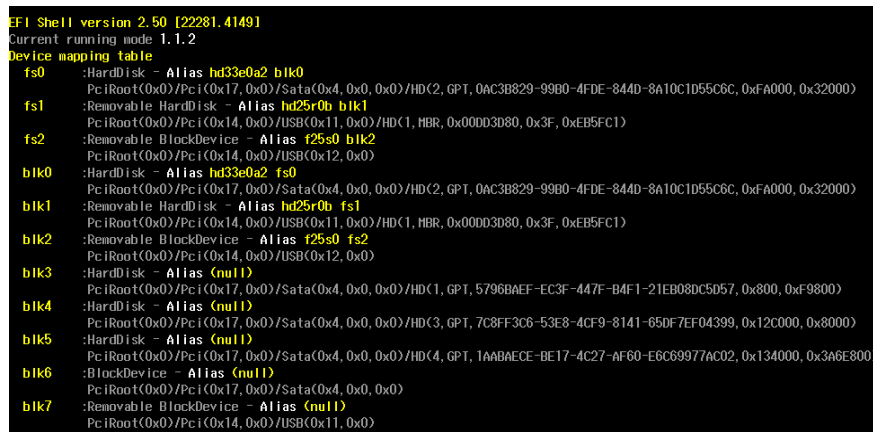 EFI Shell version 2.50 [22281.4149]
Current running mode 1.1.2
Device mapping table
fs0 :HardDisk - Alias hd33e0a2 blk0
PciRoot(0x0)/Pci(0x17,0x0)/Sata(0x4,0x0,0x0)/HD(2,GPT,0AC3B829-99B0-4FDE-844D-8A10C1D55C6C,0xFA000,0x32000)
fs1 :Removable HardDisk - Alias hd25r0b blk1
PciRoot(0x0)/Pci(0x14,0x0)/USB(0x11,0x0)/HD(1,MBR,0x00DD3D80,0x3F,0xEB5FC1)
fs2 :Removable BlockDevice - Alias f25s0 blk2
PciRoot(0x0)/Pci(0x14,0x0)/USB(0x12,0x0)
blk0 :HardDisk - Alias hd33e0a2 fs0
PciRoot(0x0)/Pci(0x17,0x0)/Sata(0x4,0x0,0x0)/HD(2,GPT,0AC3B829-99B0-4FDE-844D-8A10C1D55C6C,0xFA000,0x32000)
blk1 :Removable HardDisk - Alias hd25r0b fs1
PciRoot(0x0)/Pci(0x14,0x0)/USB(0x11,0x0)/HD(1,MBR,0x00DD3D80,0x3F,0xEB5FC1)
blk2 :Removable BlockDevice - Alias f25s0 fs2
PciRoot(0x0)/Pci(0x14,0x0)/USB(0x12,0x0)
blk3 :HardDisk - Alias (null)
PciRoot(0x0)/Pci(0x17,0x0)/Sata(0x4,0x0,0x0)/HD(1,GPT,5796BAEF-EC3F-447F-B4F1-21EB08DC5D57,0x800,0xF9800)
blk4 :HardDisk - Alias (null)
PciRoot(0x0)/Pci(0x17,0x0)/Sata(0x4,0x0,0x0)/HD(3,GPT,7C8FF3C6-53E8-4CF9-8141-65DF7EF04399,0x12C000,0x8000)
blk5 :HardDisk - Alias (null)
PciRoot(0x0)/Pci(0x17,0x0)/Sata(0x4,0x0,0x0)/HD(4,GPT,1AABAECE-BE17-4C27-AF60-E6C69977AC02,0x134000,0x3A6E800
blk6 :BlockDevice - Alias (null)
PciRoot(0x0)/Pci(0x17,0x0)/Sata(0x4,0x0,0x0)
blk7 :Removable BlockDevice - Alias (null)
PciRoot(0x0)/Pci(0x14,0x0)/USB(0x11,0x0)